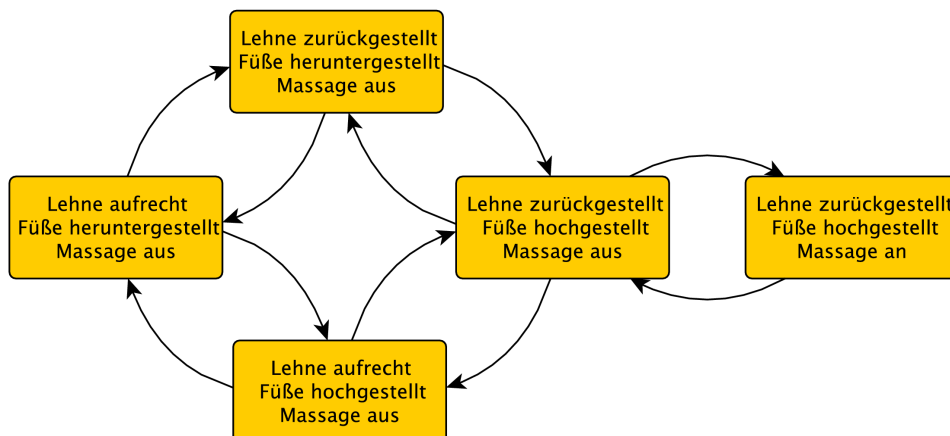 Lehne zurückgestellt
Füße heruntergestellt
Massage aus
Lehne aufrecht
Füße heruntergestellt
Massage aus
Lehne zurückgestellt
Füße hochgestellt
Massage aus
Lehne zurückgestellt
Füße hochgestellt
Massage an
Lehne aufrecht
Füße hochgestellt
Massage aus